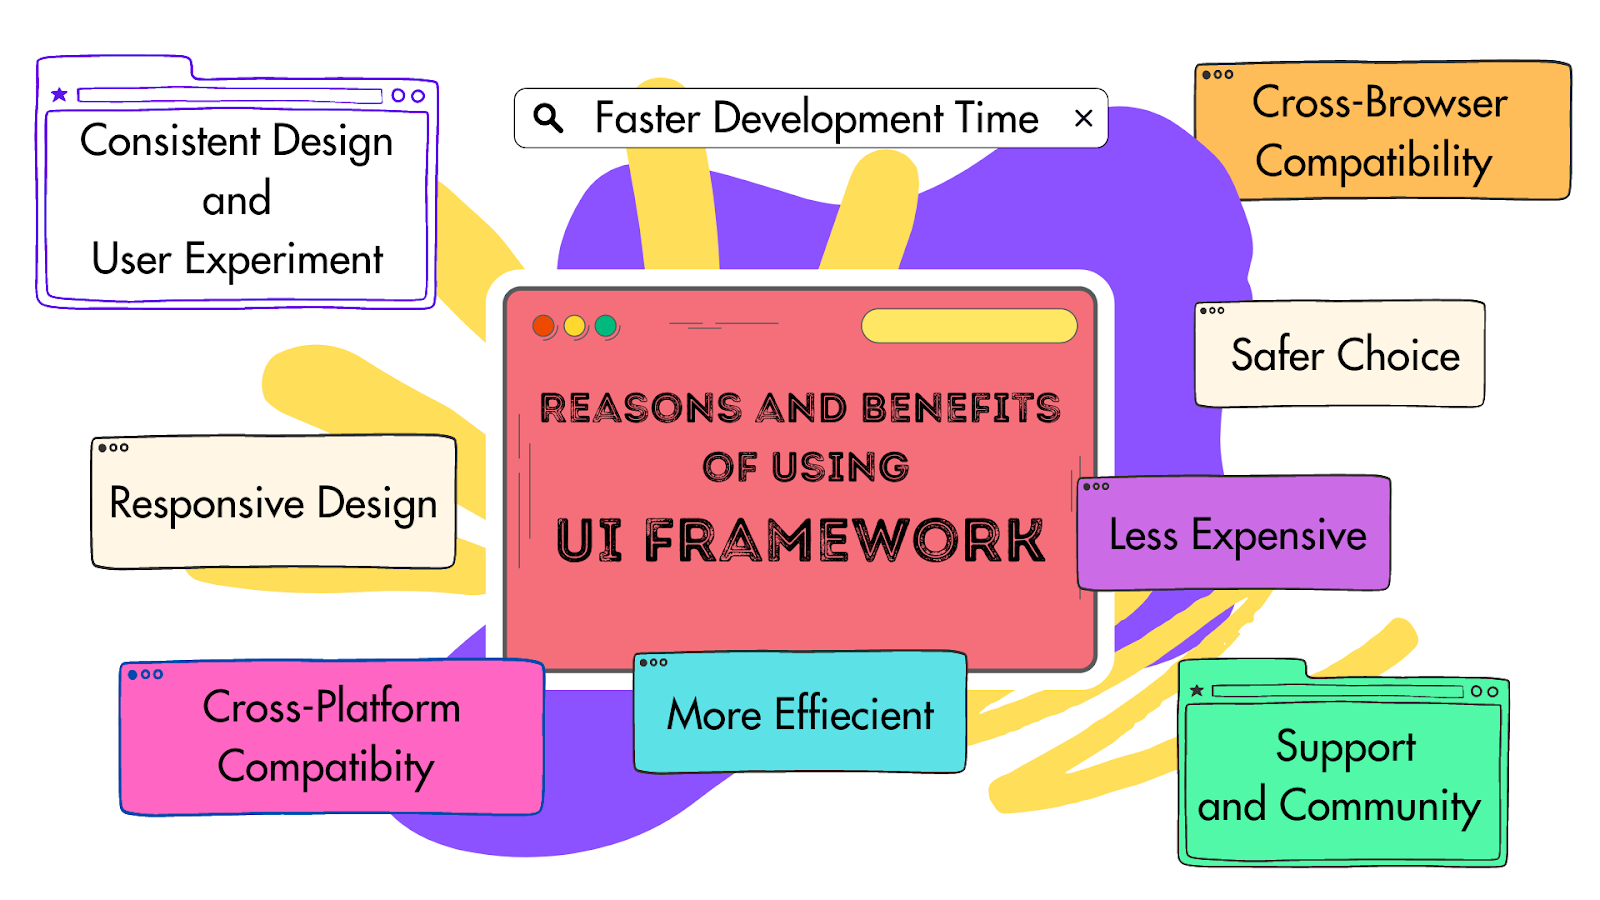 Consistent Design
and
User Experiment
Faster Development Time
Cross-Browser
Compatibility
Safer Choice
REASONS AND BENEFITS
OF USING
UI FRAMEWORK
Responsive Design
Less Expensive
Cross-Platform
Compatibity
More Effiecient
Support
and Community